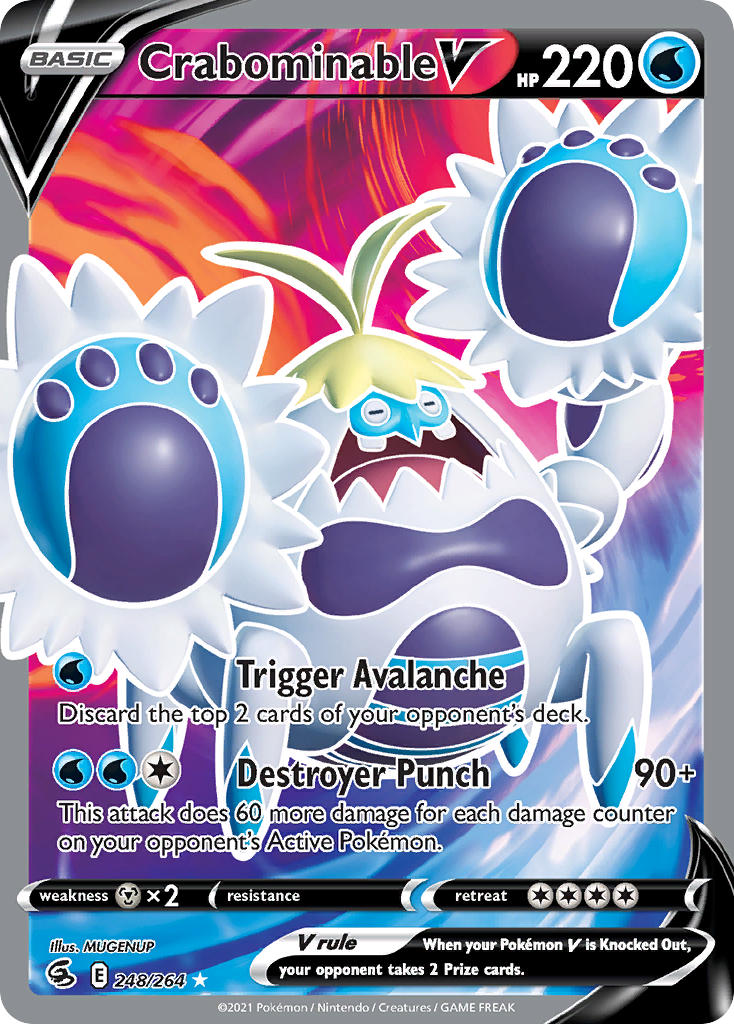 BASIC Crabominable V HP 220
Trigger Avalanche
Discard the top 2 cards of your opponent's deck.
Destroyer Punch 90+
This attack does 60 more damage for each damage counter
on your opponent's Active Pokémon.
weakness ×2 resistance retreat
Illus. MUGENUP
V rule When your Pokémon V is Knocked Out,
your opponent takes 2 Prize cards.
E 248/264
©2021 Pokémon / Nintendo / Creatures / GAME FREAK